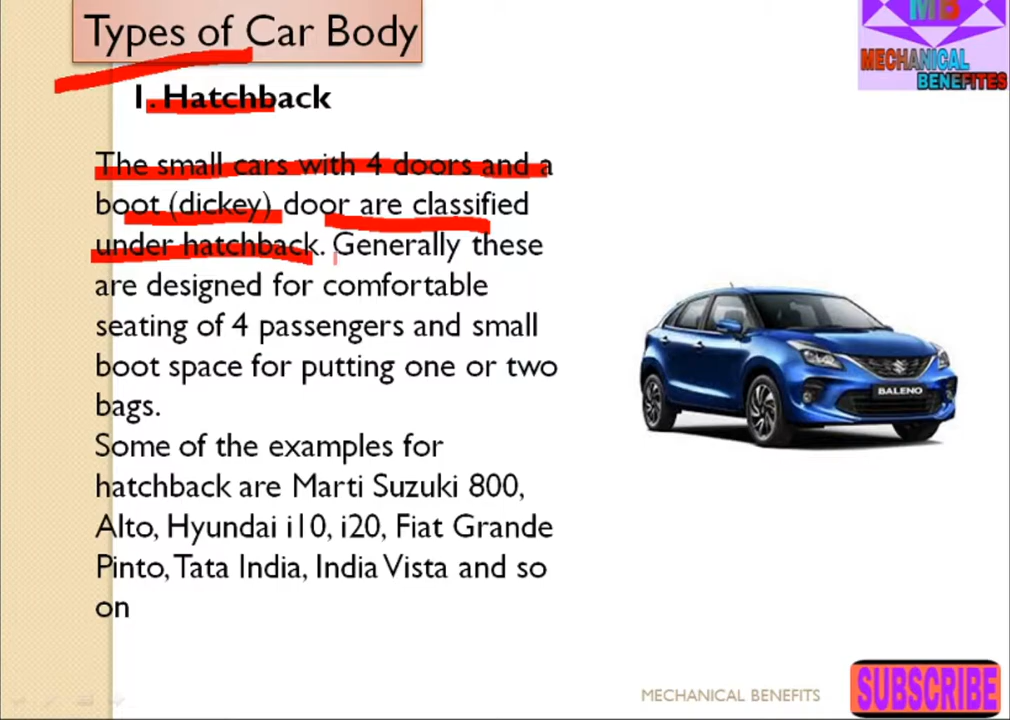 Types of Car Body
MB
MECHANICAL
BENEFITES
1. Hatchback
The small cars with 4 doors and a
boot (dickey) door are classified
under hatchback. Generally these
are designed for comfortable
seating of 4 passengers and small
boot space for putting one or two
bags.
Some of the examples for
hatchback are Marti Suzuki 800,
Alto, Hyundai i10, i20, Fiat Grande
Pinto, Tata India, India Vista and so
on
BALENO
MECHANICAL BENEFITS
SUBSCRIBE